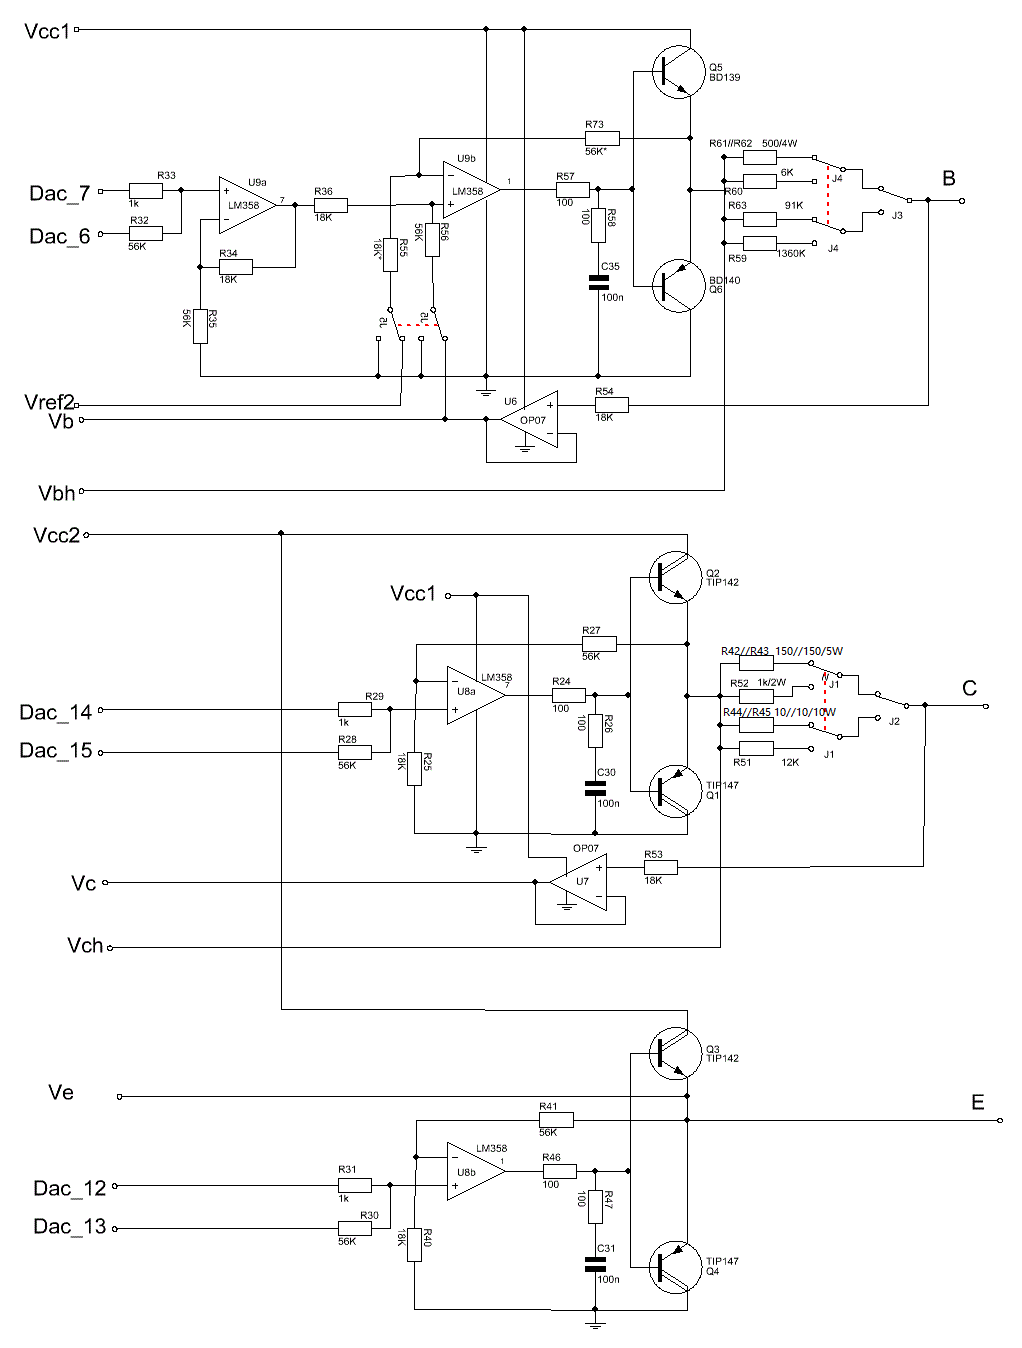 Vcc1
Q5
BD139
R73
56K*
R61//R62 500/4W
U9b
LM358
1
R33
1k
U9a
LM358
7
R36
18K
R57
100
6K
J4
R60
B
Dac_7
Dac_6
R32
56K
R63
91K
J3
R58
100
R56
56K
R55
18K*
R34
18K
J4
R59
1360K
C35
100n
BD140
Q6
R35
56K
J5
J5
Vref2
Vb
U6
OP07
R54
18K
Vbh
Vcc2
Q2
TIP142
Vcc1
R27
56K
R42//R43 150//150/5W
LM358
U8a
7
R24
100
R52
1k/2W
J1
C
R29
1k
Dac_14
R44//R45 10//10/10W
J2
R26
100
R28
56K
Dac_15
R25
18K
R51
12K
J1
C30
100n
TIP147
Q1
OP07
U7
R53
18K
Vc
Vch
Q3
TIP142
Ve
R41
56K
E
LM358
U8b
1
R46
100
R31
1k
Dac_12
R47
100
R30
56K
Dac_13
R40
18K
C31
100n
TIP147
Q4